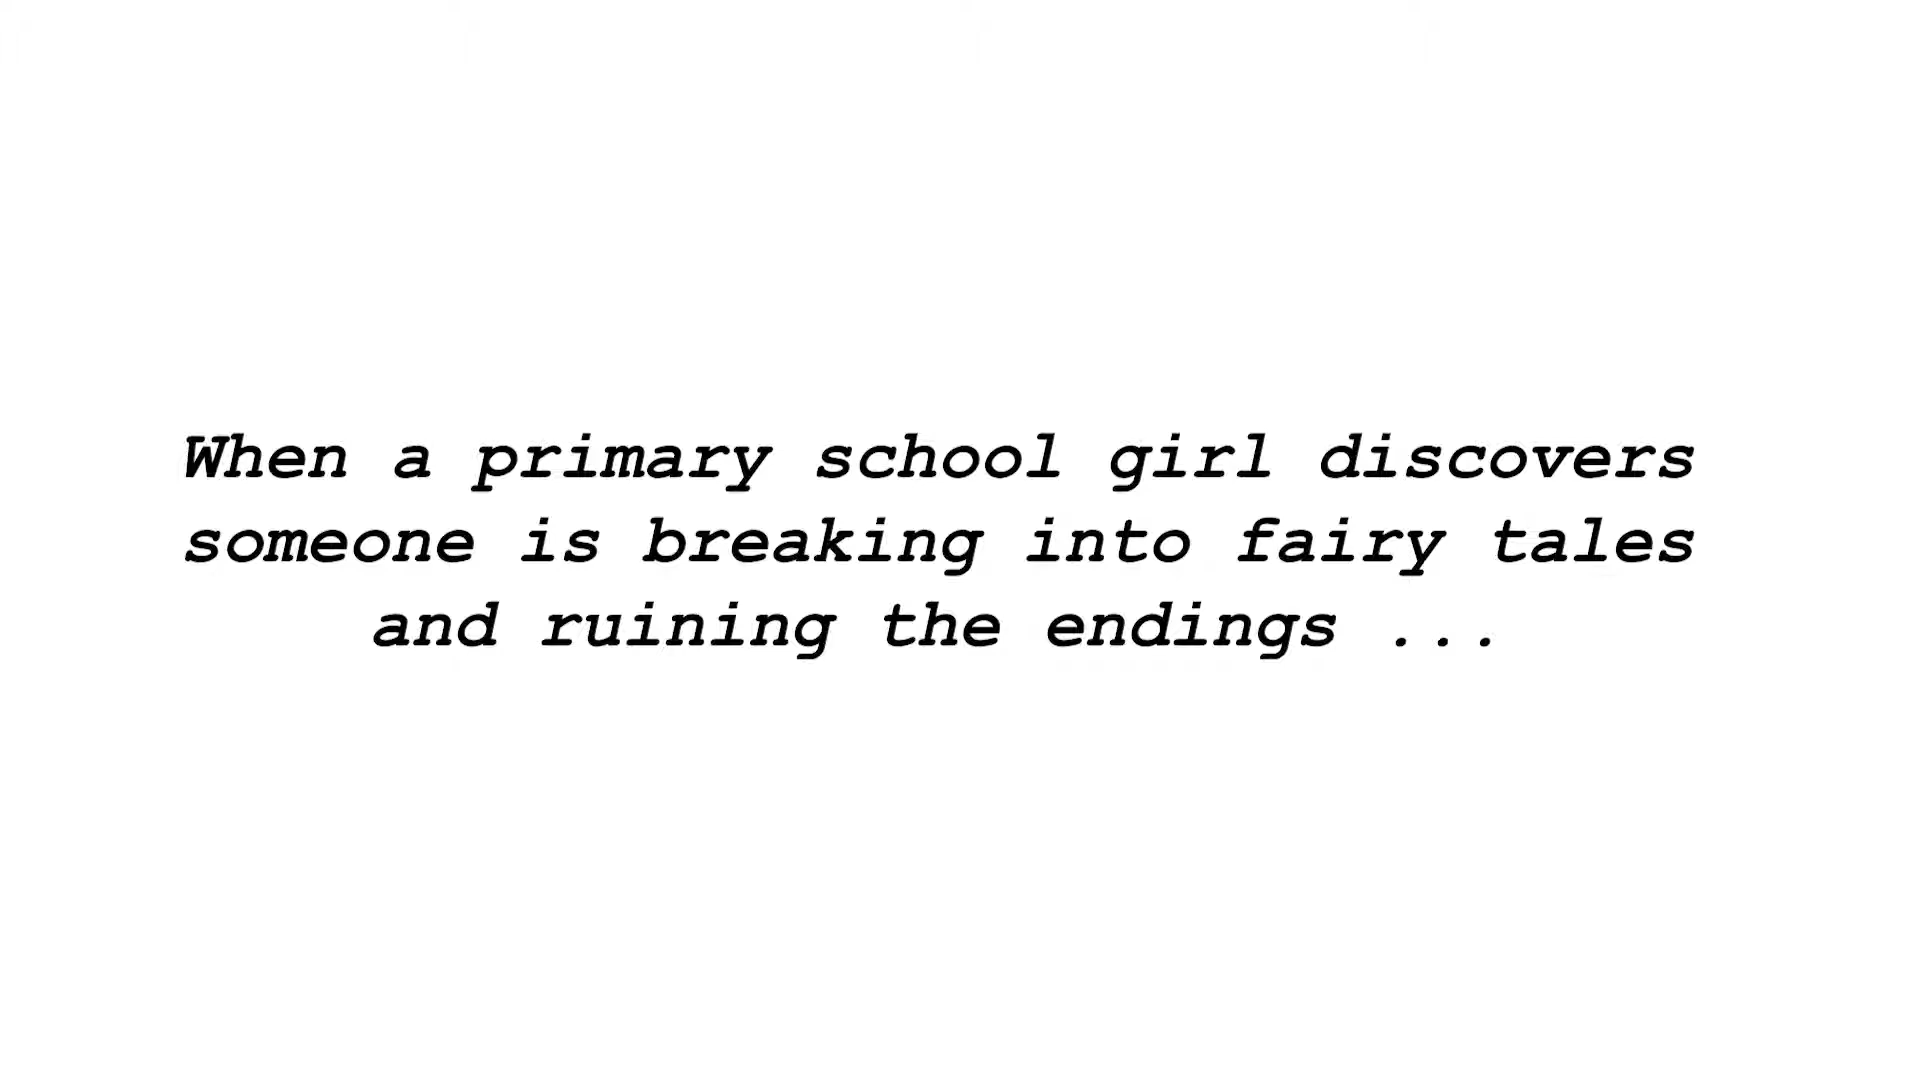 When a primary school girl discovers
someone is breaking into fairy tales
and ruining the endings ...